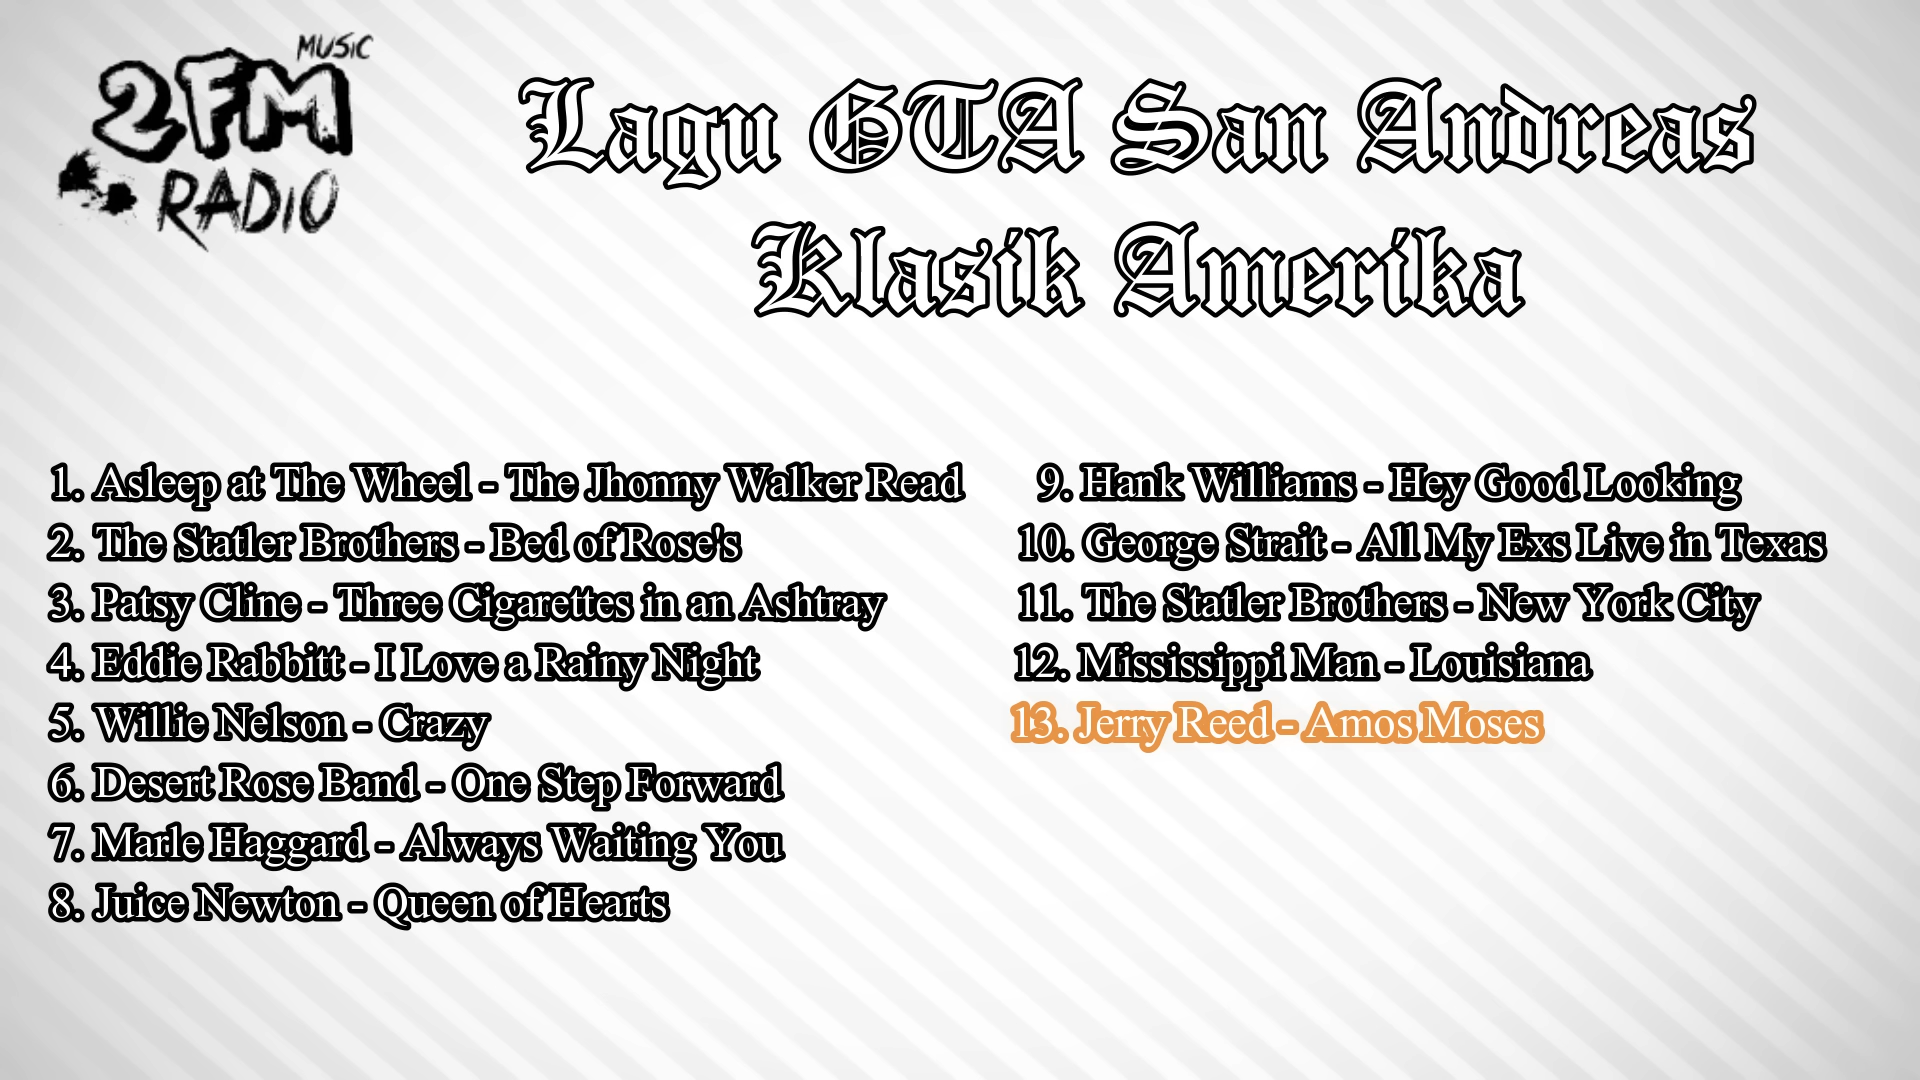 MUSIC
2FM
RADIO
Lagu GTA San Andreas
Klasik Amerika
1. Asleep at The Wheel - The Jhonny Walker Read
2. The Statler Brothers - Bed of Rose's
3. Patsy Cline - Three Cigarettes in an Ashtray
4. Eddie Rabbitt - I Love a Rainy Night
5. Willie Nelson - Crazy
6. Desert Rose Band - One Step Forward
7. Marle Haggard - Always Waiting You
8. Juice Newton - Queen of Hearts
9. Hank Williams - Hey Good Looking
10. George Strait - All My Exs Live in Texas
11. The Statler Brothers - New York City
12. Mississippi Man - Louisiana
13. Jerry Reed - Amos Moses